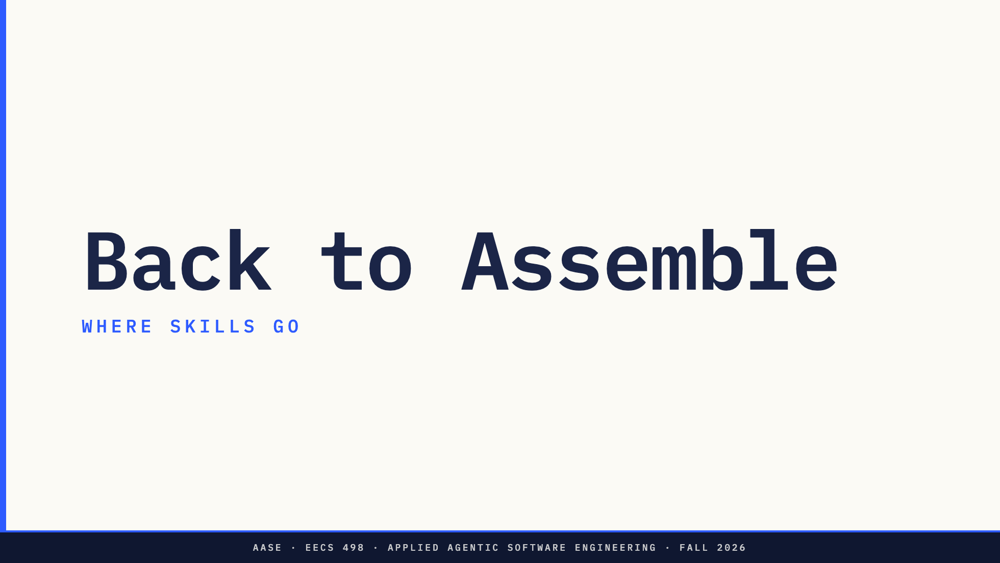 Back to Assemble
WHERE SKILLS GO
AASE · EECS 498 · APPLIED AGENTIC SOFTWARE ENGINEERING · FALL 2026